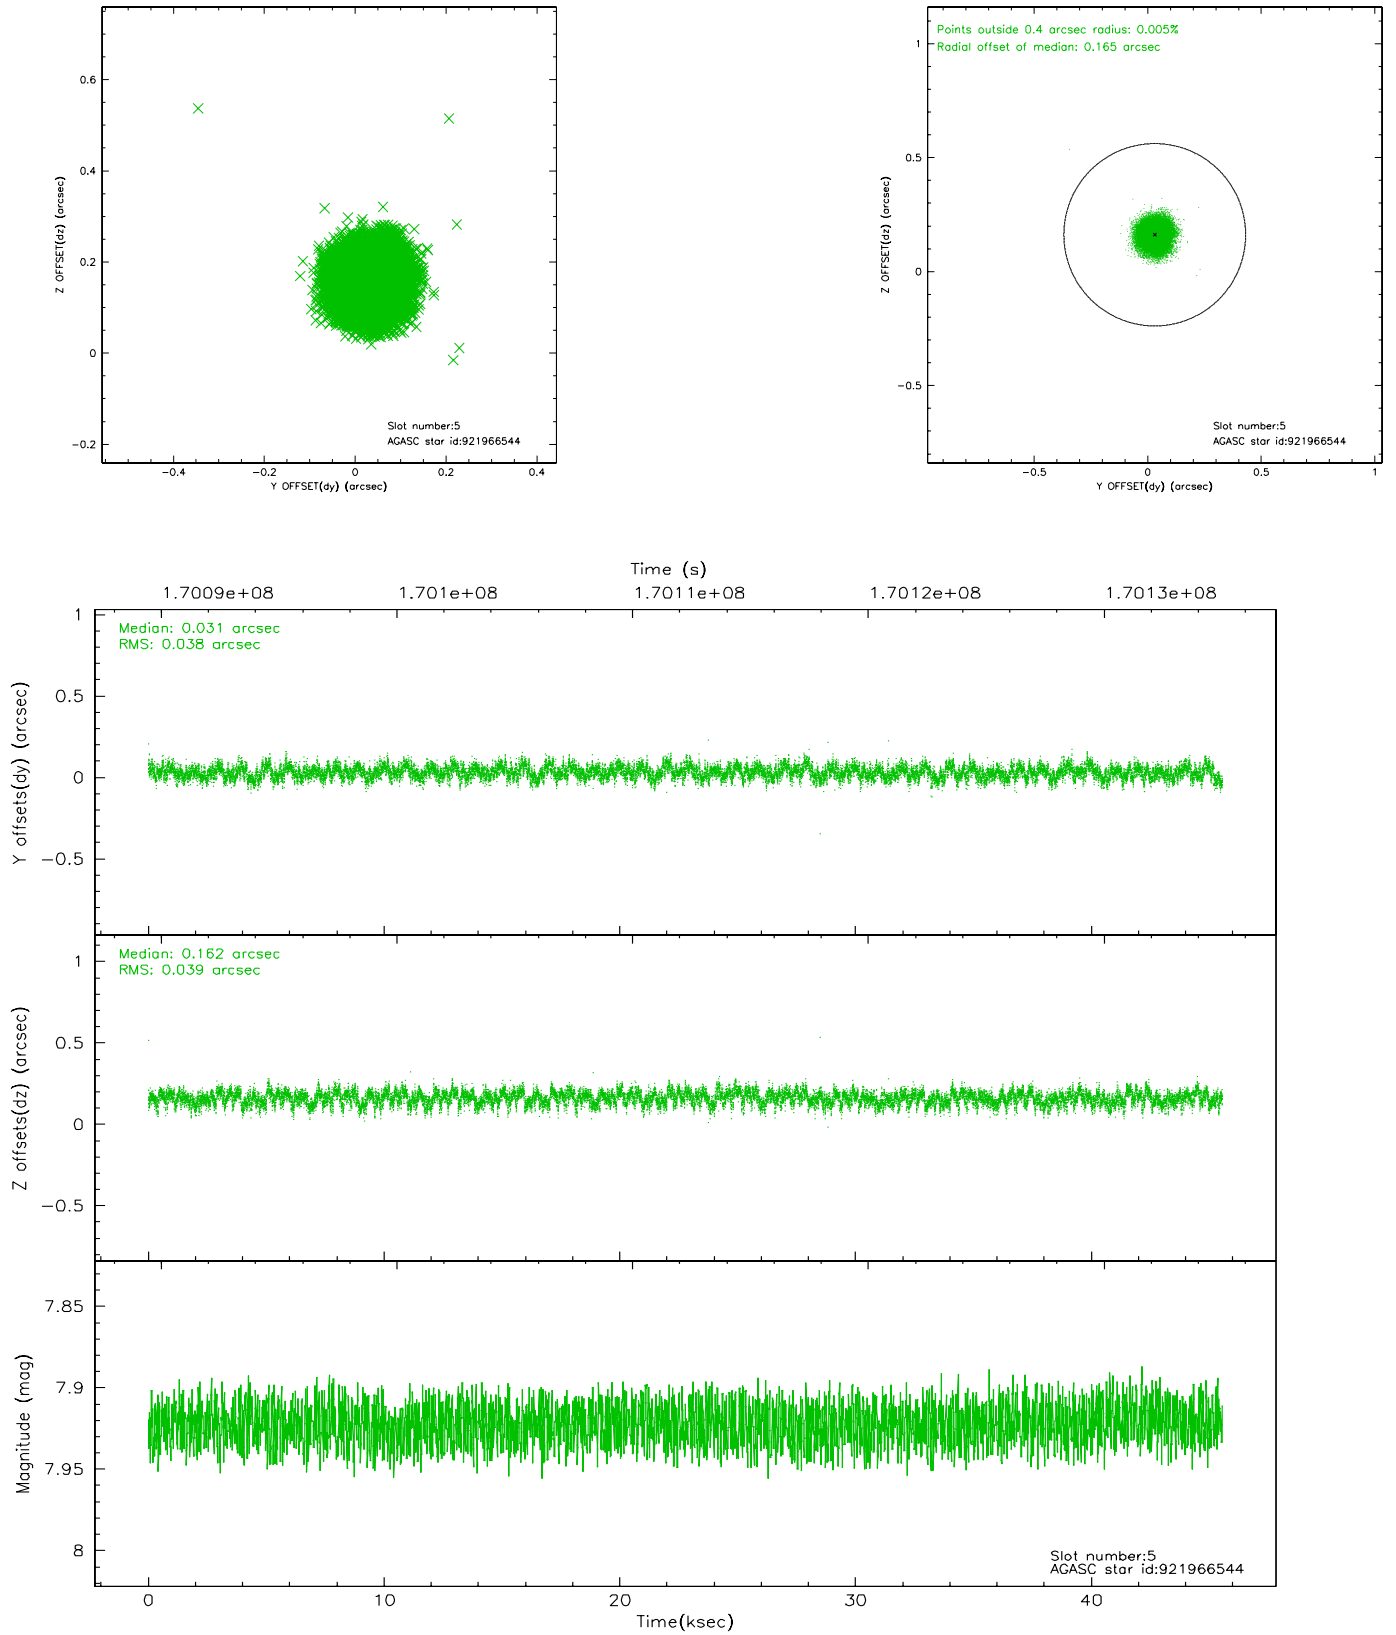 0.6
0.4
0.2
0
−0.2
Z OFFSET(dz) (arcsec)
Slot number:5
AGASC star id:921966544
−0.4 −0.2 0 0.2 0.4
Y OFFSET(dy) (arcsec)
Points outside 0.4 arcsec radius: 0.005%
Radial offset of median: 0.165 arcsec
1
0.5
0
−0.5
Z OFFSET(dz) (arcsec)
Slot number:5
AGASC star id:921966544
−0.5 0 0.5 1
Y OFFSET(dy) (arcsec)
Time (s)
1.7009e+08 1.701e+08 1.7011e+08 1.7012e+08 1.7013e+08
Median: 0.031 arcsec
RMS: 0.038 arcsec
1
0.5
0
−0.5
Y offsets(dy) (arcsec)
Median: 0.162 arcsec
RMS: 0.039 arcsec
1
0.5
0
−0.5
Z offsets(dz) (arcsec)
7.85
7.9
7.95
8
Magnitude (mag)
Slot number:5
AGASC star id:921966544
0 10 20 30 40
Time(ksec)